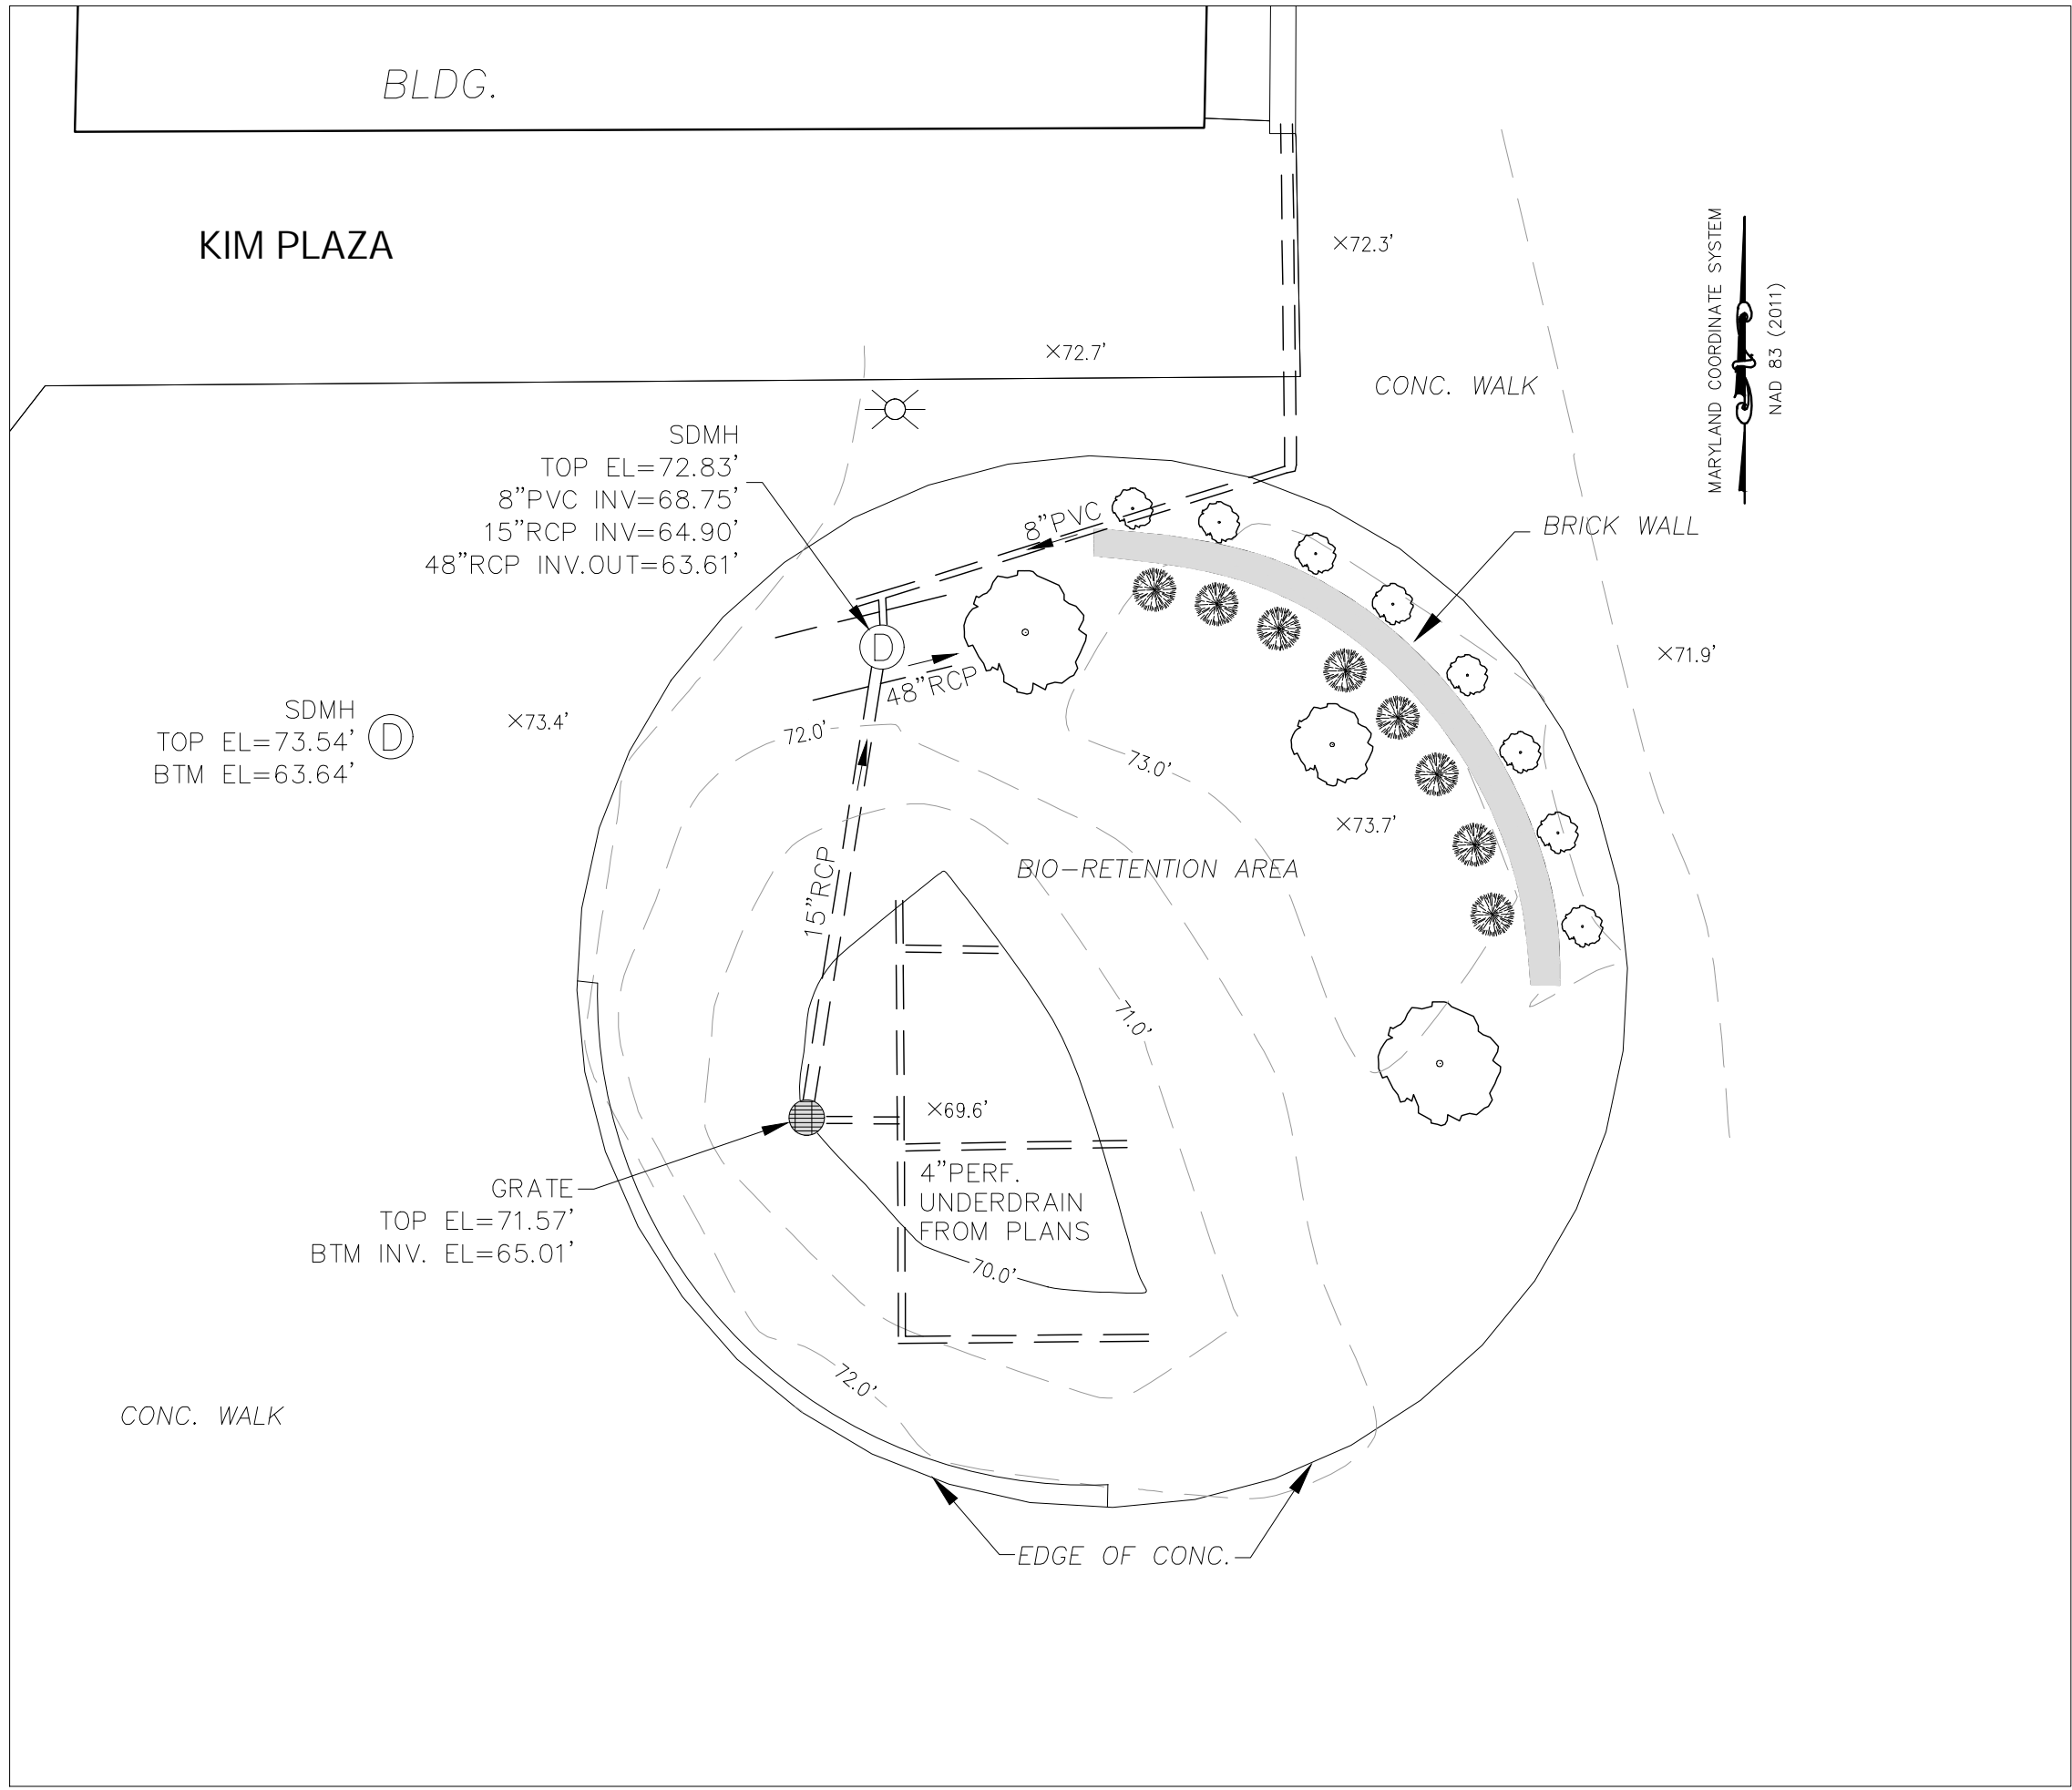 BLDG.
KIM PLAZA
×72.3'
MARYLAND COORDINATE SYSTEM
NAD 83 (2011)
×72.7'
CONC. WALK
SDMH
TOP EL=72.83'
8"PVC INV=68.75'
15"RCP INV=64.90'
48"RCP INV.OUT=63.61'
8"PVC
BRICK WALL
D
48"RCP
×71.9'
SDMH
TOP EL=73.54'
BTM EL=63.64'
D
×73.4'
72.0'
73.0'
×73.7'
BIO-RETENTION AREA
15"RCP
71.0'
×69.6'
GRATE
TOP EL=71.57'
BTM INV. EL=65.01'
4"PERF.
UNDERDRAIN
FROM PLANS
70.0'
72.0'
CONC. WALK
EDGE OF CONC.